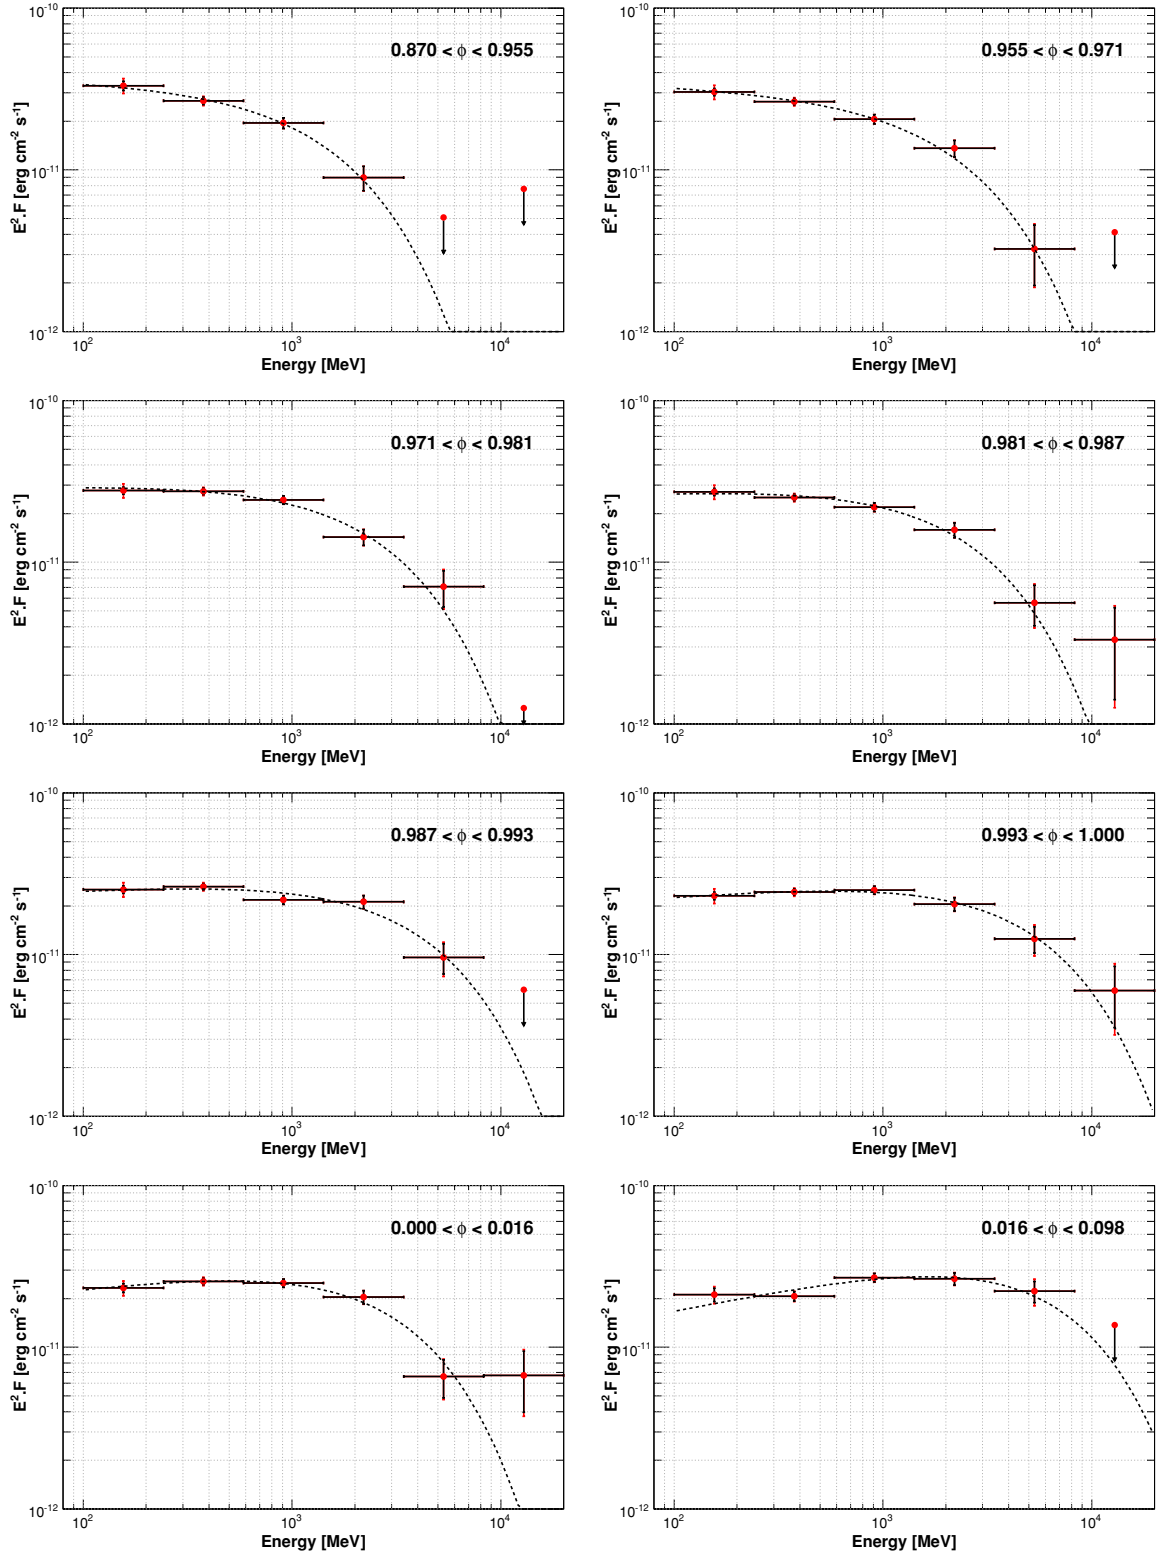 10⁻¹⁰ 10⁻¹⁰
0.870 < ϕ < 0.955 0.955 < ϕ < 0.971
E².F [erg cm⁻² s⁻¹] E².F [erg cm⁻² s⁻¹]
10⁻¹¹ 10⁻¹¹
10⁻¹² 10⁻¹²
10² 10³ 10⁴ 10² 10³ 10⁴
Energy [MeV] Energy [MeV]
10⁻¹⁰ 10⁻¹⁰
0.971 < ϕ < 0.981 0.981 < ϕ < 0.987
E².F [erg cm⁻² s⁻¹] E².F [erg cm⁻² s⁻¹]
10⁻¹¹ 10⁻¹¹
10⁻¹² 10⁻¹²
10² 10³ 10⁴ 10² 10³ 10⁴
Energy [MeV] Energy [MeV]
10⁻¹⁰ 10⁻¹⁰
0.987 < ϕ < 0.993 0.993 < ϕ < 1.000
E².F [erg cm⁻² s⁻¹] E².F [erg cm⁻² s⁻¹]
10⁻¹¹ 10⁻¹¹
10⁻¹² 10⁻¹²
10² 10³ 10⁴ 10² 10³ 10⁴
Energy [MeV] Energy [MeV]
10⁻¹⁰ 10⁻¹⁰
0.000 < ϕ < 0.016 0.016 < ϕ < 0.098
E².F [erg cm⁻² s⁻¹] E².F [erg cm⁻² s⁻¹]
10⁻¹¹ 10⁻¹¹
10⁻¹² 10⁻¹²
10² 10³ 10⁴ 10² 10³ 10⁴
Energy [MeV] Energy [MeV]